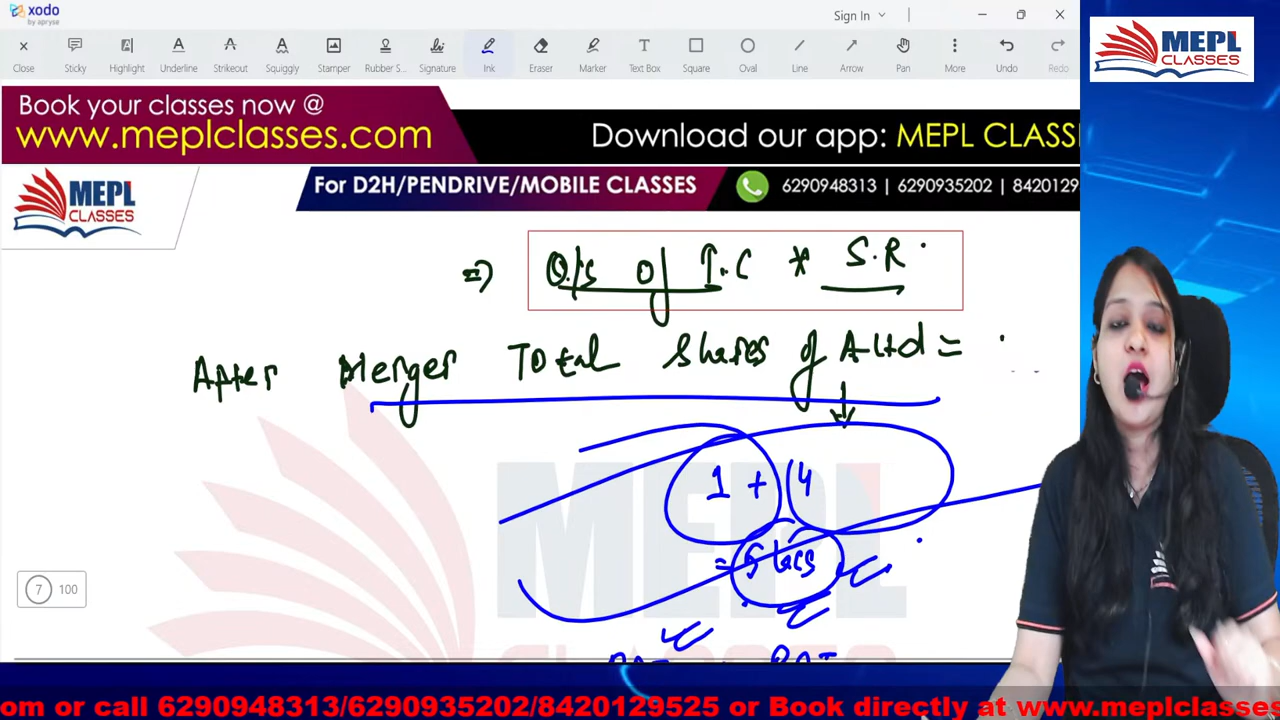 xodo
by apryse
Sign In
Close Sticky Highlight Underline Strikeout Squiggly Stamper Rubber S Signature Ink Eraser Marker Text Box Square Oval Line Arrow Pan More Undo Redo
MEPL
CLASSES
Book your classes now @
www.meplclasses.com
Download our app: MEPL CLASS
MEPL
CLASSES
For D2H/PENDRIVE/MOBILE CLASSES
6290948313 | 6290935202 | 8420129
⇒ O/s of T.C * S.R
After Merger Total Shares of A Ltd =
1 + 4
= 5 lacs
7 100
om or call 6290948313/6290935202/8420129525 or Book directly at www.meplclasses